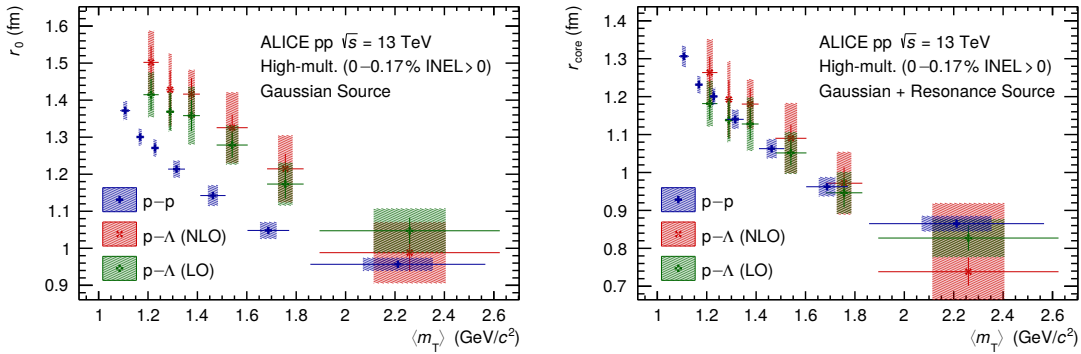 r₀ (fm)
ALICE pp √s = 13 TeV
High-mult. (0−0.17% INEL > 0)
Gaussian Source
1.6
1.5
1.4
1.3
1.2
1.1
1
0.9
p−p
p−Λ (NLO)
p−Λ (LO)
1 1.2 1.4 1.6 1.8 2 2.2 2.4 2.6
⟨m_T⟩ (GeV/c²)
r_core (fm)
ALICE pp √s = 13 TeV
High-mult. (0−0.17% INEL > 0)
Gaussian + Resonance Source
1.4
1.3
1.2
1.1
1
0.9
0.8
0.7
p−p
p−Λ (NLO)
p−Λ (LO)
1 1.2 1.4 1.6 1.8 2 2.2 2.4 2.6
⟨m_T⟩ (GeV/c²)